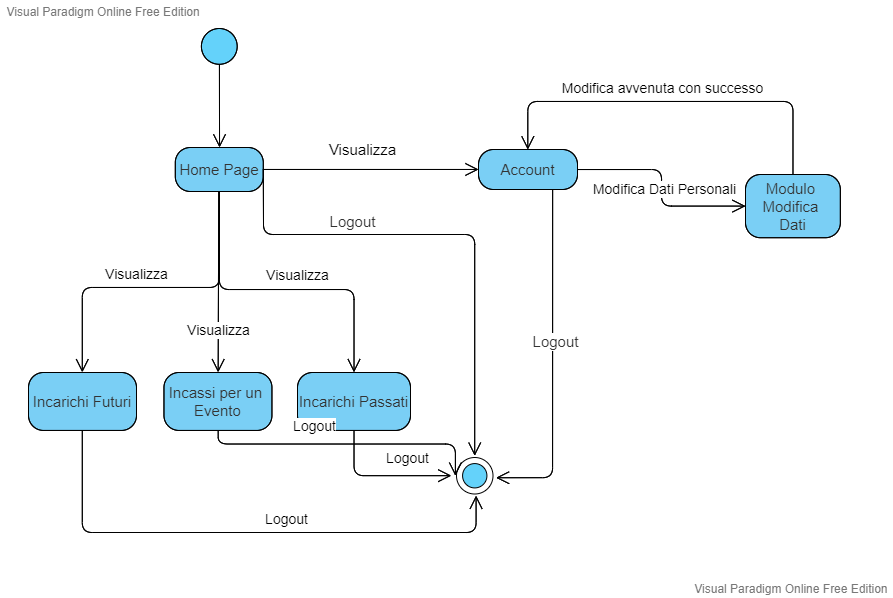 Visual Paradigm Online Free Edition
Modifica avvenuta con successo
Visualizza
Home Page
Account
Modifica Dati Personali
Modulo
Modifica
Dati
Logout
Visualizza
Visualizza
Visualizza
Logout
Incarichi Futuri
Incassi per un
Evento
Incarichi Passati
Logout
Logout
Logout
Visual Paradigm Online Free Edition